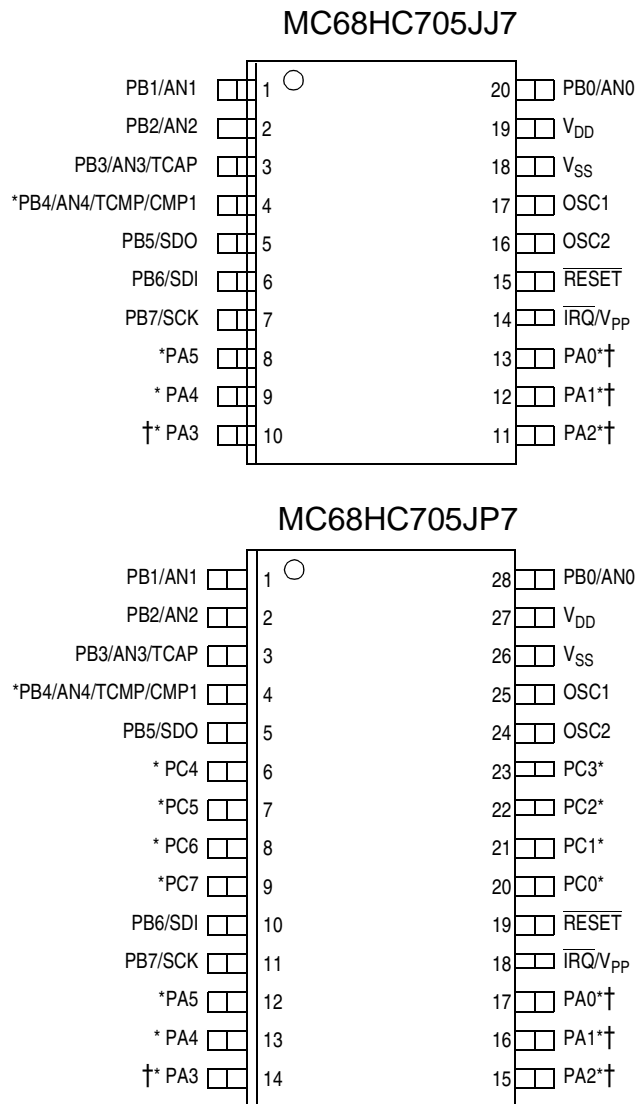 MC68HC705JJ7
PB1/AN1 1 20 PB0/AN0
PB2/AN2 2 19 VDD
PB3/AN3/TCAP 3 18 VSS
*PB4/AN4/TCMP/CMP1 4 17 OSC1
PB5/SDO 5 16 OSC2
PB6/SDI 6 15 RESET
PB7/SCK 7 14 IRQ/VPP
*PA5 8 13 PA0*†
* PA4 9 12 PA1*†
†* PA3 10 11 PA2*†
MC68HC705JP7
PB1/AN1 1 28 PB0/AN0
PB2/AN2 2 27 VDD
PB3/AN3/TCAP 3 26 VSS
*PB4/AN4/TCMP/CMP1 4 25 OSC1
PB5/SDO 5 24 OSC2
* PC4 6 23 PC3*
*PC5 7 22 PC2*
* PC6 8 21 PC1*
*PC7 9 20 PC0*
PB6/SDI 10 19 RESET
PB7/SCK 11 18 IRQ/VPP
*PA5 12 17 PA0*†
* PA4 13 16 PA1*†
†* PA3 14 15 PA2*†